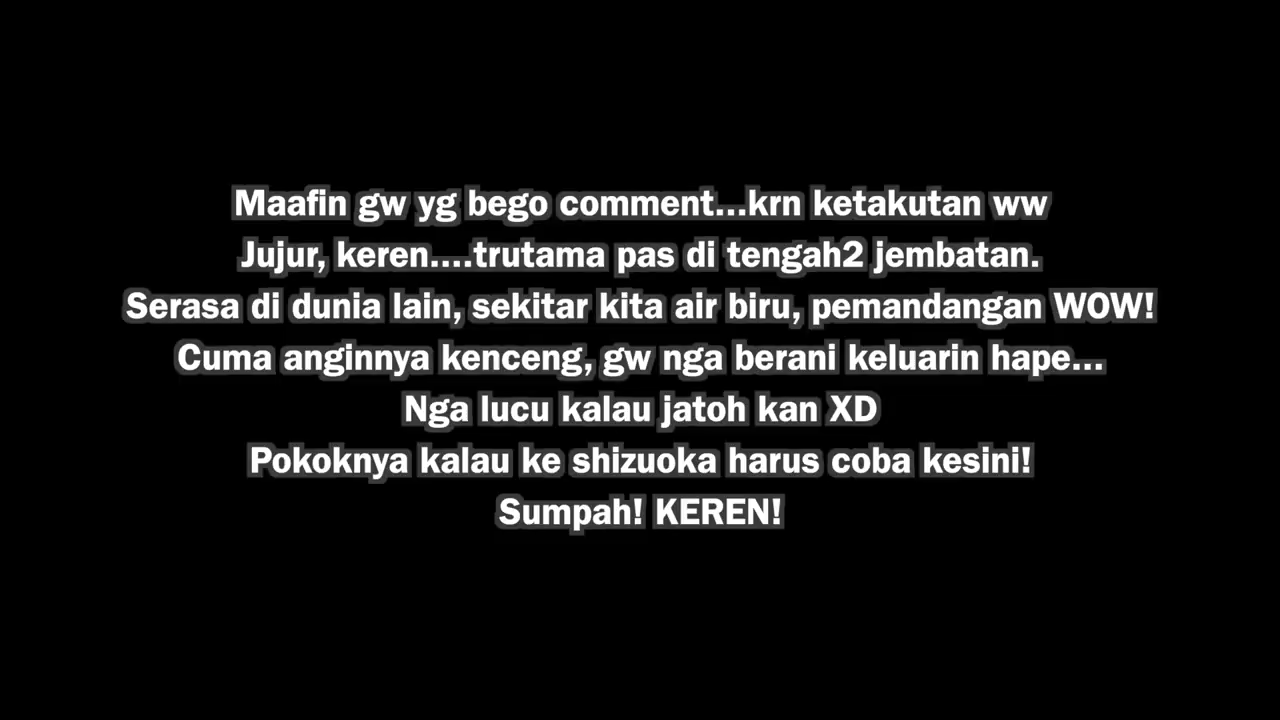 Maafin gw yg bego comment...krn ketakutan ww
Jujur, keren....trutama pas di tengah2 jembatan.
Serasa di dunia lain, sekitar kita air biru, pemandangan WOW!
Cuma anginnya kenceng, gw nga berani keluarin hape...
Nga lucu kalau jatoh kan XD
Pokoknya kalau ke shizuoka harus coba kesini!
Sumpah! KEREN!